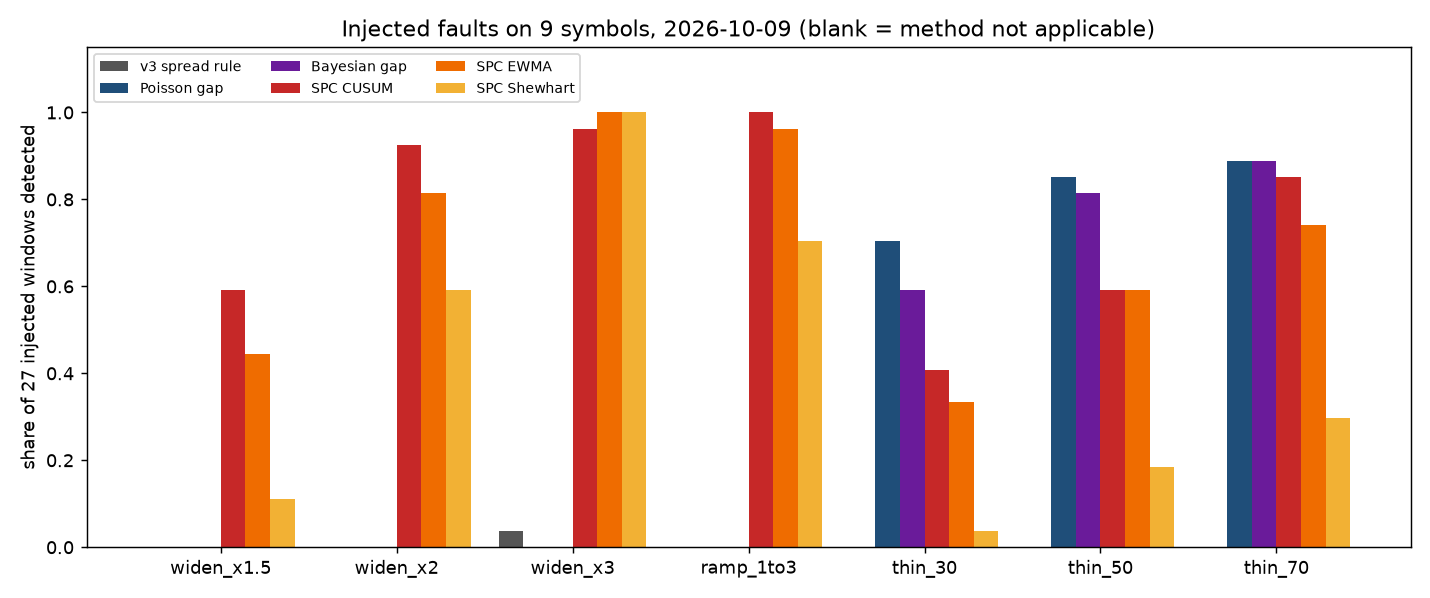 Injected faults on 9 symbols, 2026-10-09 (blank = method not applicable)
v3 spread rule
Poisson gap
Bayesian gap
SPC CUSUM
SPC EWMA
SPC Shewhart
share of 27 injected windows detected
1.0
0.8
0.6
0.4
0.2
0.0
widen_x1.5
widen_x2
widen_x3
ramp_1to3
thin_30
thin_50
thin_70